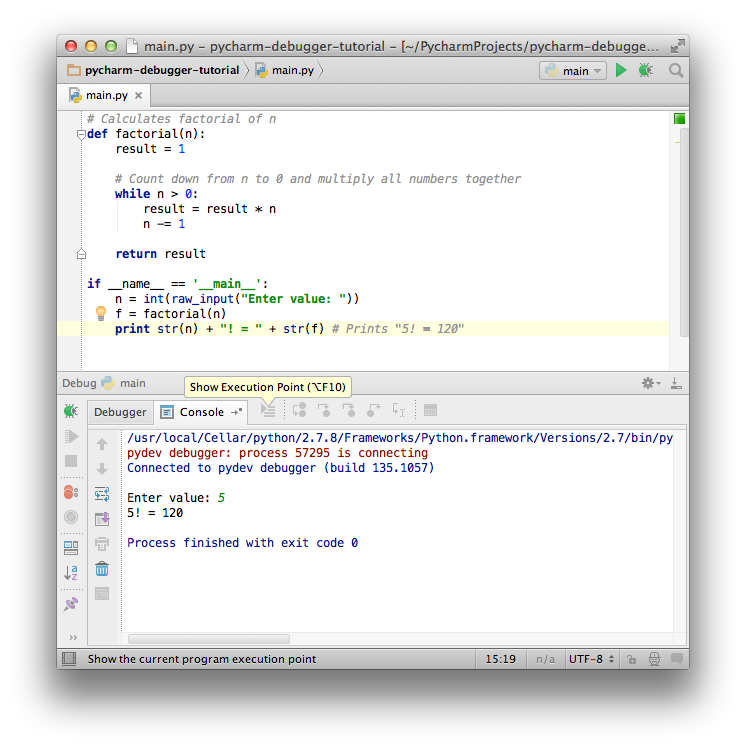 main.py – pycharm-debugger-tutorial – [~/PycharmProjects/pycharm-debugge...
pycharm-debugger-tutorial main.py main
main.py ×
# Calculates factorial of n
def factorial(n):
    result = 1
    # Count down from n to 0 and multiply all numbers together
    while n > 0:
        result = result * n
        n -= 1
    return result
if __name__ == '__main__':
    n = int(raw_input("Enter value: "))
    f = factorial(n)
    print str(n) + "! = " + str(f) # Prints "5! = 120"
Debug main
Show Execution Point (⌥F10)
Debugger Console
/usr/local/Cellar/python/2.7.8/Frameworks/Python.framework/Versions/2.7/bin/py
pydev debugger: process 57295 is connecting
Connected to pydev debugger (build 135.1057)
Enter value: 5
5! = 120
Process finished with exit code 0
Show the current program execution point 15:19 n/a UTF-8